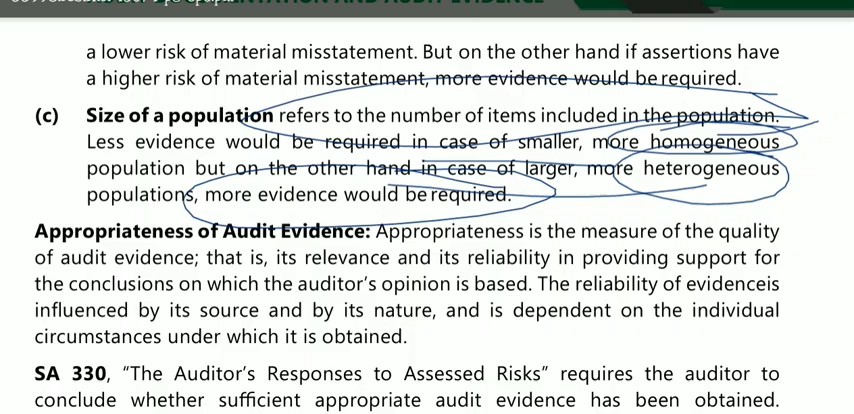 a lower risk of material misstatement. But on the other hand if assertions have
a higher risk of material misstatement, more evidence would be required.
(c) Size of a population refers to the number of items included in the population.
Less evidence would be required in case of smaller, more homogeneous
population but on the other hand in case of larger, more heterogeneous
populations, more evidence would be required.
Appropriateness of Audit Evidence: Appropriateness is the measure of the quality
of audit evidence; that is, its relevance and its reliability in providing support for
the conclusions on which the auditor's opinion is based. The reliability of evidenceis
influenced by its source and by its nature, and is dependent on the individual
circumstances under which it is obtained.
SA 330, "The Auditor's Responses to Assessed Risks" requires the auditor to
conclude whether sufficient appropriate audit evidence has been obtained.